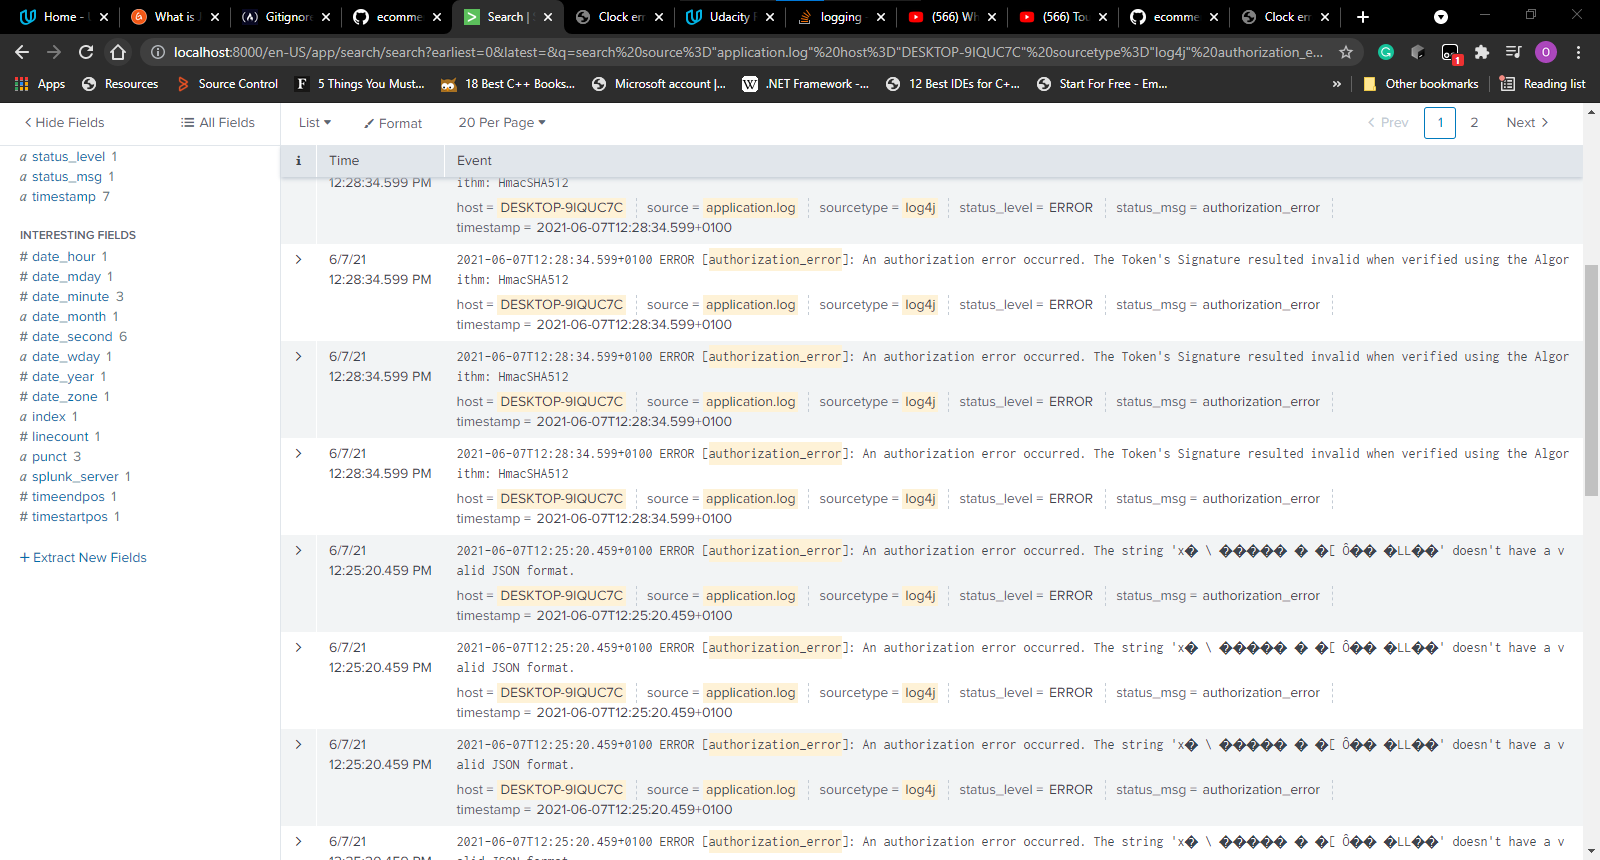 Home -
What is
Gitignore
ecomme
Search |
Clock err
Udacity
logging
(566) Wh
(566) Tou
ecomme
Clock err
localhost:8000/en-US/app/search/search?earliest=0&latest=&q=search%20source%3D"application.log"%20host%3D"DESKTOP-9IQUC7C"%20sourcetype%3D"log4j"%20authorization_e...
1
O
Apps
Resources
Source Control
5 Things You Must...
18 Best C++ Books...
Microsoft account |...
.NET Framework -...
12 Best IDEs for C+...
Start For Free - Em...
»
Other bookmarks
Reading list
Hide Fields
All Fields
List
Format
20 Per Page
Prev
1
2
Next
a status_level 1
a status_msg 1
a timestamp 7
INTERESTING FIELDS
# date_hour 1
# date_mday 1
# date_minute 3
a date_month 1
# date_second 6
a date_wday 1
# date_year 1
# date_zone 1
a index 1
# linecount 1
a punct 3
a splunk_server 1
# timeendpos 1
# timestartpos 1
+ Extract New Fields
i Time Event
12:28:34.599 PM
ithm: HmacSHA512
host = DESKTOP-9IQUC7C source = application.log sourcetype = log4j status_level = ERROR status_msg = authorization_error
timestamp = 2021-06-07T12:28:34.599+0100
6/7/21
12:28:34.599 PM
2021-06-07T12:28:34.599+0100 ERROR [authorization_error]: An authorization error occurred. The Token's Signature resulted invalid when verified using the Algor
ithm: HmacSHA512
host = DESKTOP-9IQUC7C source = application.log sourcetype = log4j status_level = ERROR status_msg = authorization_error
timestamp = 2021-06-07T12:28:34.599+0100
6/7/21
12:28:34.599 PM
2021-06-07T12:28:34.599+0100 ERROR [authorization_error]: An authorization error occurred. The Token's Signature resulted invalid when verified using the Algor
ithm: HmacSHA512
host = DESKTOP-9IQUC7C source = application.log sourcetype = log4j status_level = ERROR status_msg = authorization_error
timestamp = 2021-06-07T12:28:34.599+0100
6/7/21
12:28:34.599 PM
2021-06-07T12:28:34.599+0100 ERROR [authorization_error]: An authorization error occurred. The Token's Signature resulted invalid when verified using the Algor
ithm: HmacSHA512
host = DESKTOP-9IQUC7C source = application.log sourcetype = log4j status_level = ERROR status_msg = authorization_error
timestamp = 2021-06-07T12:28:34.599+0100
6/7/21
12:25:20.459 PM
2021-06-07T12:25:20.459+0100 ERROR [authorization_error]: An authorization error occurred. The string 'x� \ ����� � �[ Ô�� �LL��' doesn't have a v
alid JSON format.
host = DESKTOP-9IQUC7C source = application.log sourcetype = log4j status_level = ERROR status_msg = authorization_error
timestamp = 2021-06-07T12:25:20.459+0100
6/7/21
12:25:20.459 PM
2021-06-07T12:25:20.459+0100 ERROR [authorization_error]: An authorization error occurred. The string 'x� \ ����� � �[ Ô�� �LL��' doesn't have a v
alid JSON format.
host = DESKTOP-9IQUC7C source = application.log sourcetype = log4j status_level = ERROR status_msg = authorization_error
timestamp = 2021-06-07T12:25:20.459+0100
6/7/21
12:25:20.459 PM
2021-06-07T12:25:20.459+0100 ERROR [authorization_error]: An authorization error occurred. The string 'x� \ ����� � �[ Ô�� �LL��' doesn't have a v
alid JSON format.
host = DESKTOP-9IQUC7C source = application.log sourcetype = log4j status_level = ERROR status_msg = authorization_error
timestamp = 2021-06-07T12:25:20.459+0100
6/7/21
12:25:20.459 PM
2021-06-07T12:25:20.459+0100 ERROR [authorization_error]: An authorization error occurred. The string 'x� \ ����� � �[ Ô�� �LL��' doesn't have a v
alid JSON format.